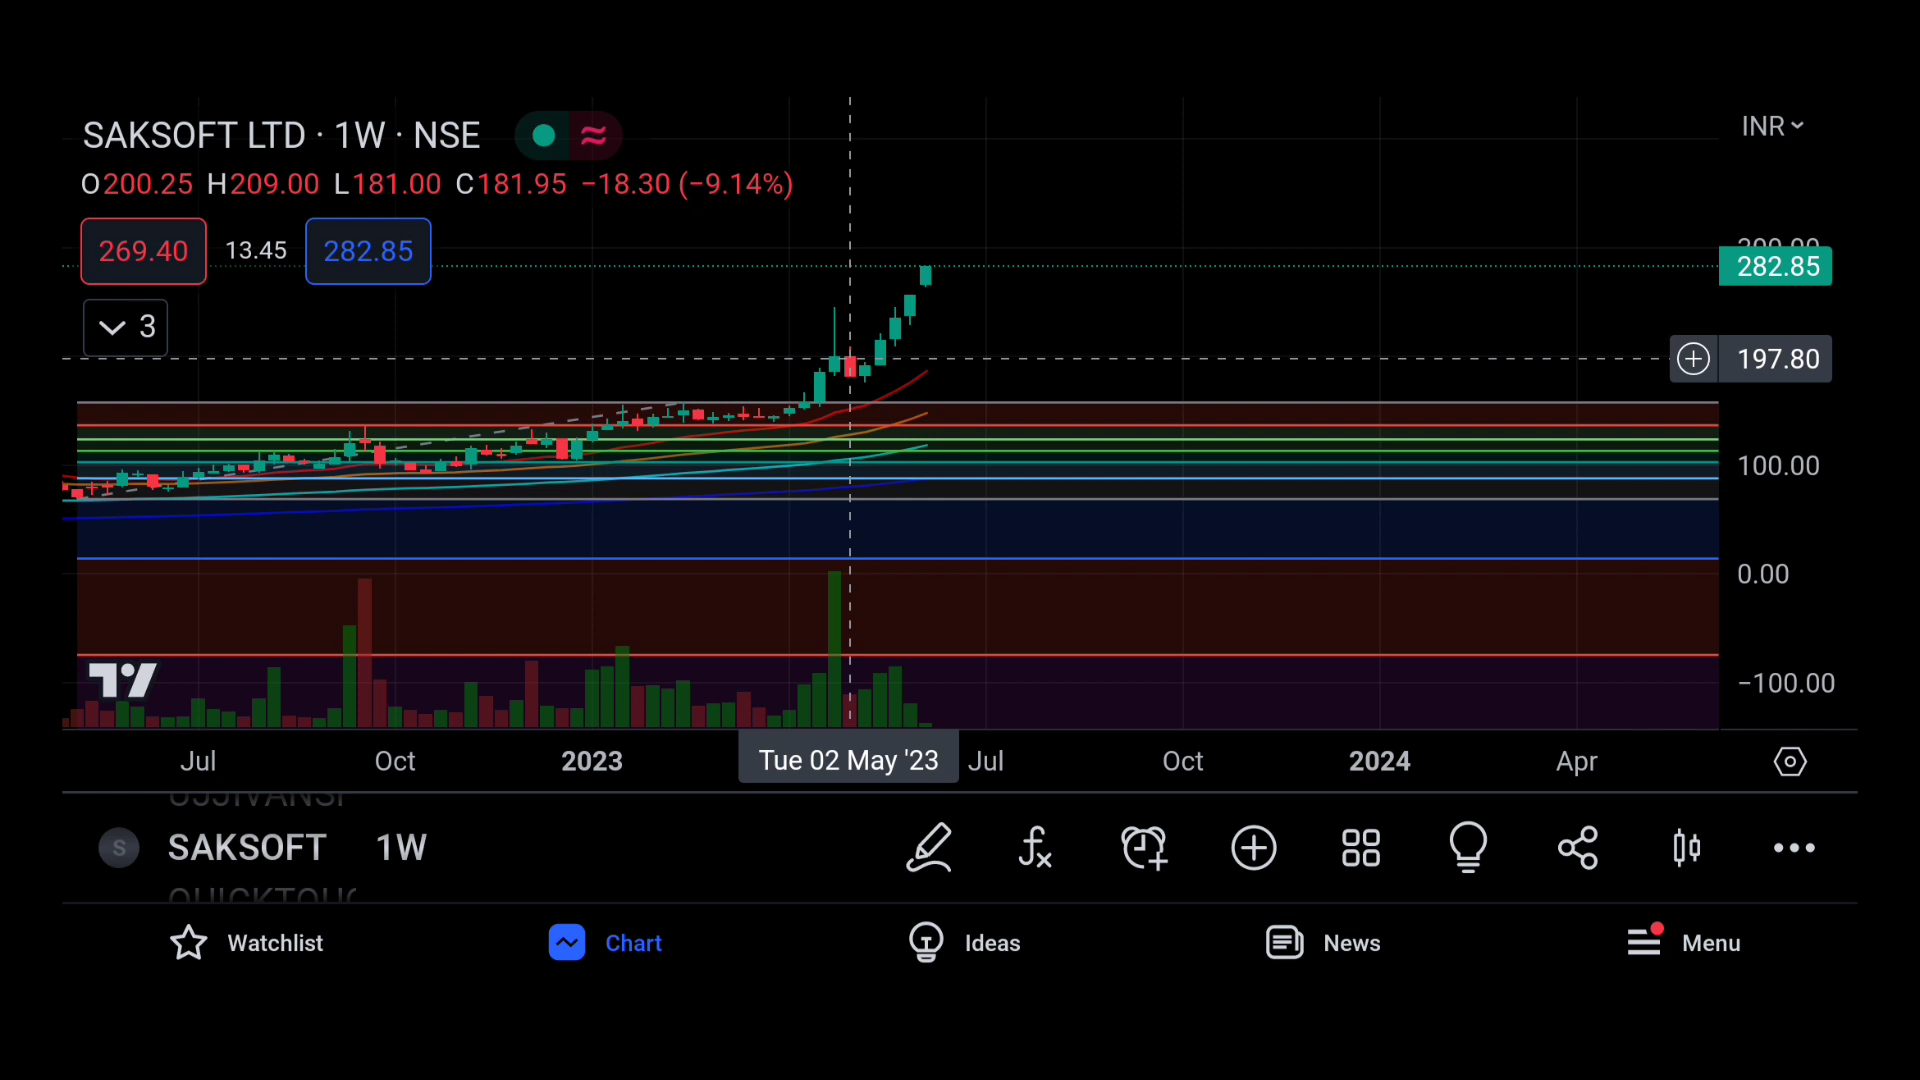 SAKSOFT LTD · 1W · NSE
INR
O200.25 H209.00 L181.00 C181.95 −18.30 (−9.14%)
269.40 13.45 282.85
282.85
3
197.80
100.00
0.00
−100.00
Jul Oct 2023 Tue 02 May '23 Jul Oct 2024 Apr
S SAKSOFT 1W
Watchlist Chart Ideas News Menu